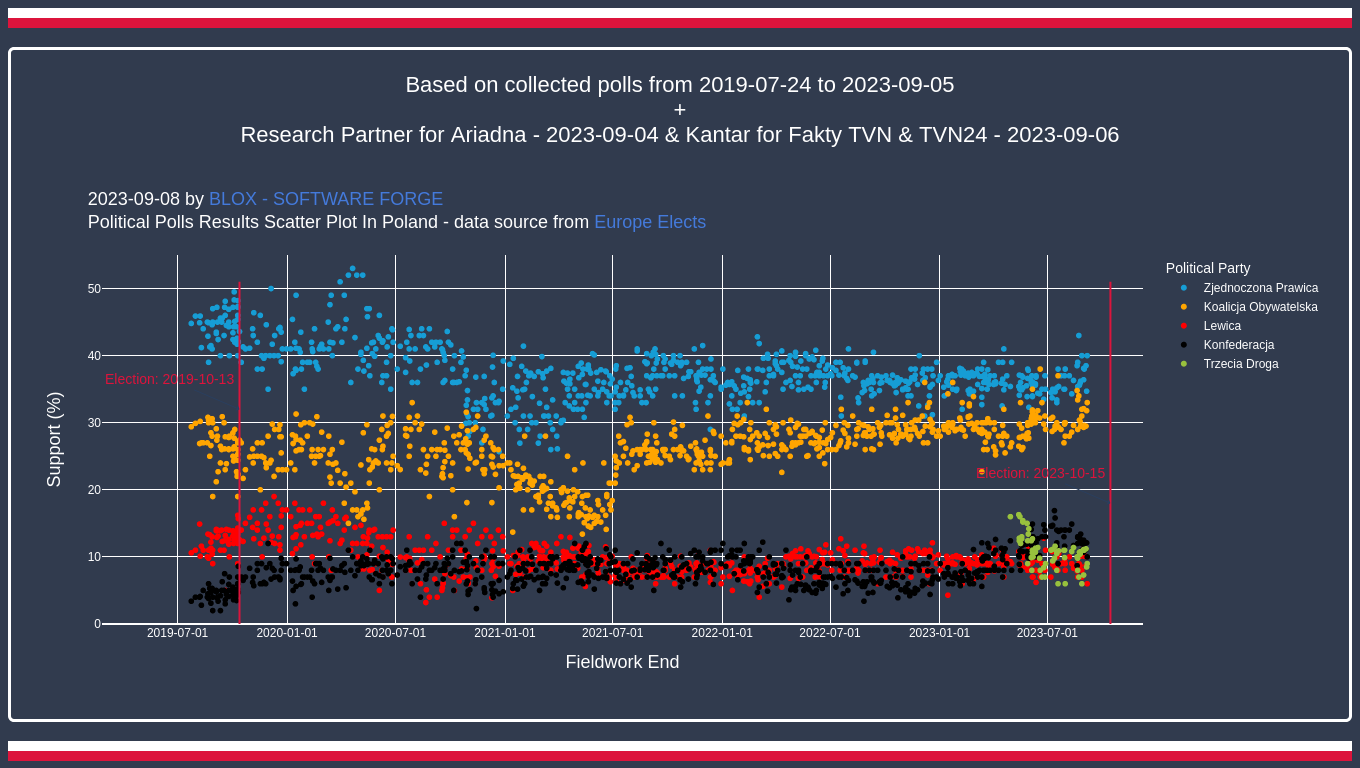 Based on collected polls from 2019-07-24 to 2023-09-05
+
Research Partner for Ariadna - 2023-09-04 & Kantar for Fakty TVN & TVN24 - 2023-09-06
2023-09-08 by BLOX - SOFTWARE FORGE
Political Polls Results Scatter Plot In Poland - data source from Europe Elects
Political Party
Zjednoczona Prawica
Koalicja Obywatelska
Lewica
Konfederacja
Trzecia Droga
Support (%)
50
40
30
20
10
0
Election: 2019-10-13
Election: 2023-10-15
2019-07-01 2020-01-01 2020-07-01 2021-01-01 2021-07-01 2022-01-01 2022-07-01 2023-01-01 2023-07-01
Fieldwork End